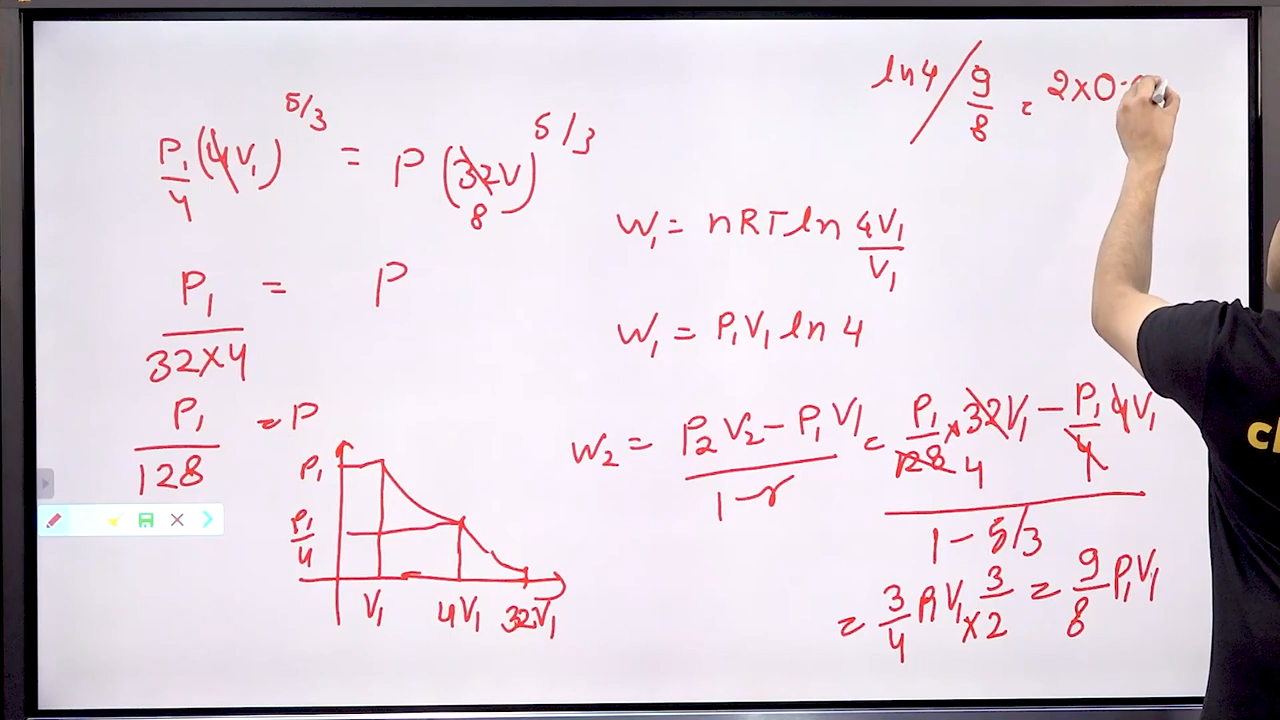 P₁/4 (4V₁)^5/3 = P (32V)^5/3
8
P₁/32×4 = P
P₁/128 = P
P₁
P₁/4
V₁ 4V₁ 32V₁
ln4 / 9/8 = 2×0.
W₁ = nRT ln 4V₁/V₁
W₁ = P₁V₁ ln 4
W₂ = P₂V₂ - P₁V₁ / 1-γ = P₁/128 × 32V₁ - P₁/4 4V₁ / 1 - 5/3
4
= 3/4 P₁V₁ × 3/2 = 9/8 P₁V₁